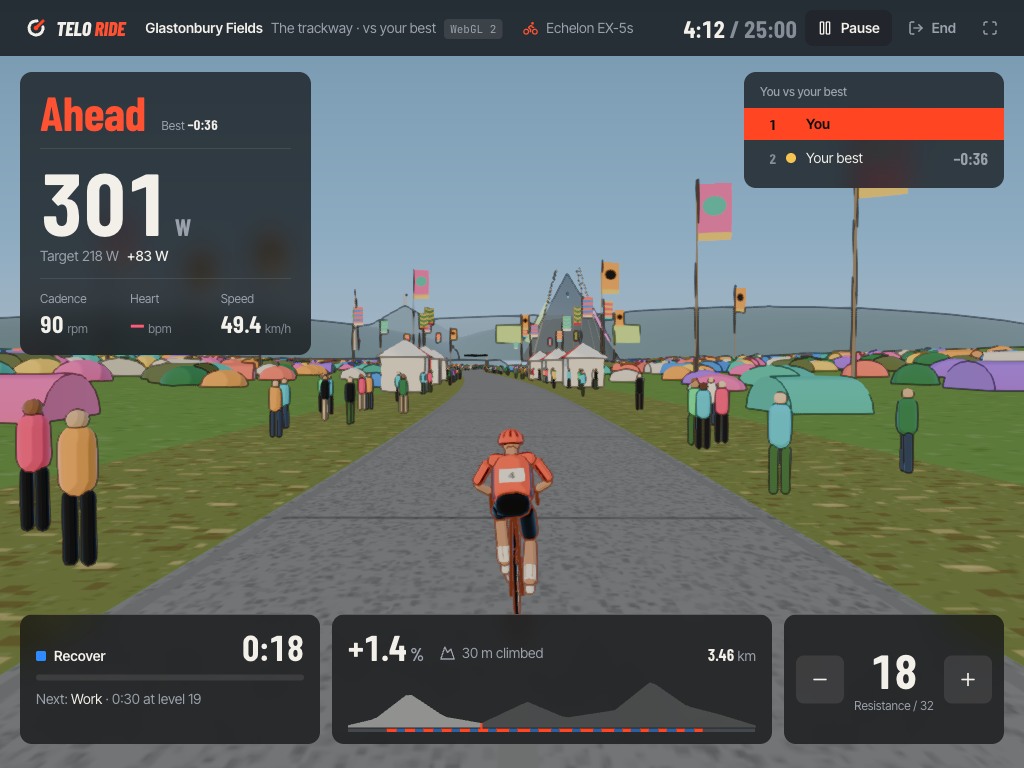 TELO RIDE
Glastonbury Fields The trackway · vs your best WebGL 2
Echelon EX-5s
4:12 / 25:00
Pause
End
Ahead
Best −0:36
301 W
Target 218 W +83 W
Cadence Heart Speed
90 rpm – bpm 49.4 km/h
You vs your best
1 You
2 Your best −0:36
4
Recover 0:18
Next: Work · 0:30 at level 19
+1.4 % 30 m climbed 3.46 km
− 18 +
Resistance / 32